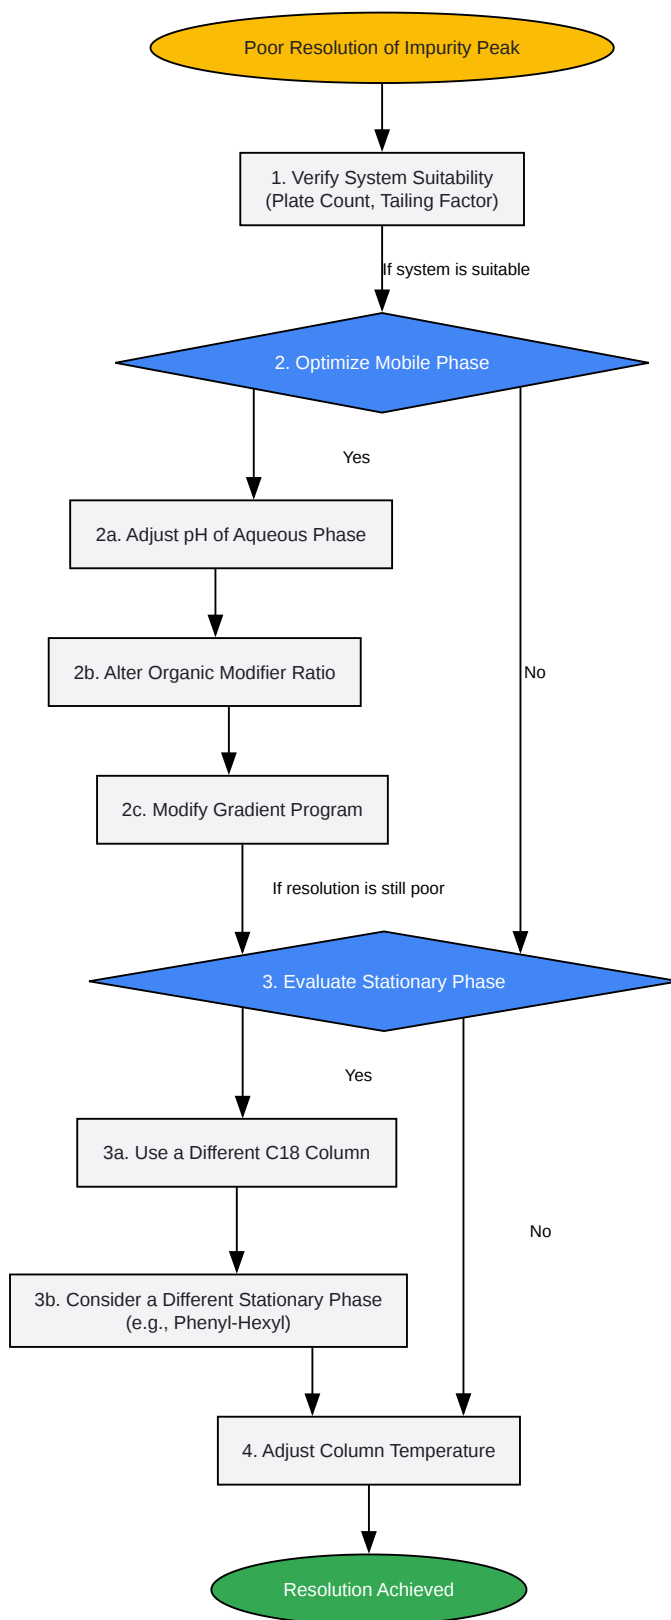 Poor Resolution of Impurity Peak
1. Verify System Suitability
(Plate Count, Tailing Factor)
If system is suitable
2. Optimize Mobile Phase
Yes
2a. Adjust pH of Aqueous Phase
2b. Alter Organic Modifier Ratio
No
2c. Modify Gradient Program
If resolution is still poor
3. Evaluate Stationary Phase
Yes
3a. Use a Different C18 Column
No
3b. Consider a Different Stationary Phase
(e.g., Phenyl-Hexyl)
4. Adjust Column Temperature
Resolution Achieved